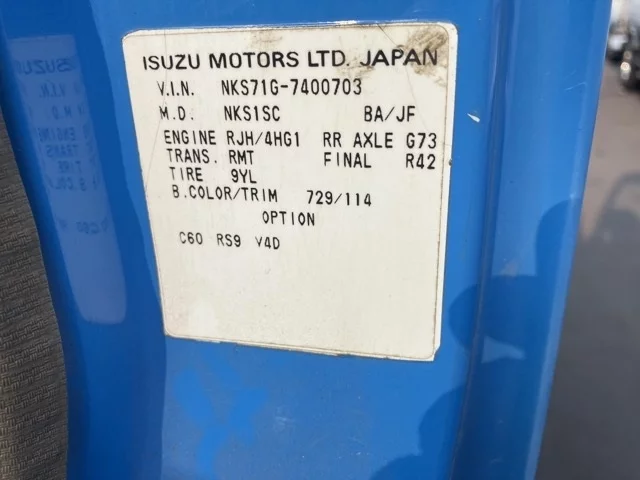 ISUZU MOTORS LTD. JAPAN
V.I.N. NKS71G-7400703
M.D. NKS1SC BA/JF
ENGINE RJH/4HG1 RR AXLE G73
TRANS. RMT FINAL R42
TIRE 9YL
B.COLOR/TRIM 729/114
OPTION
C60 RS9 V4D